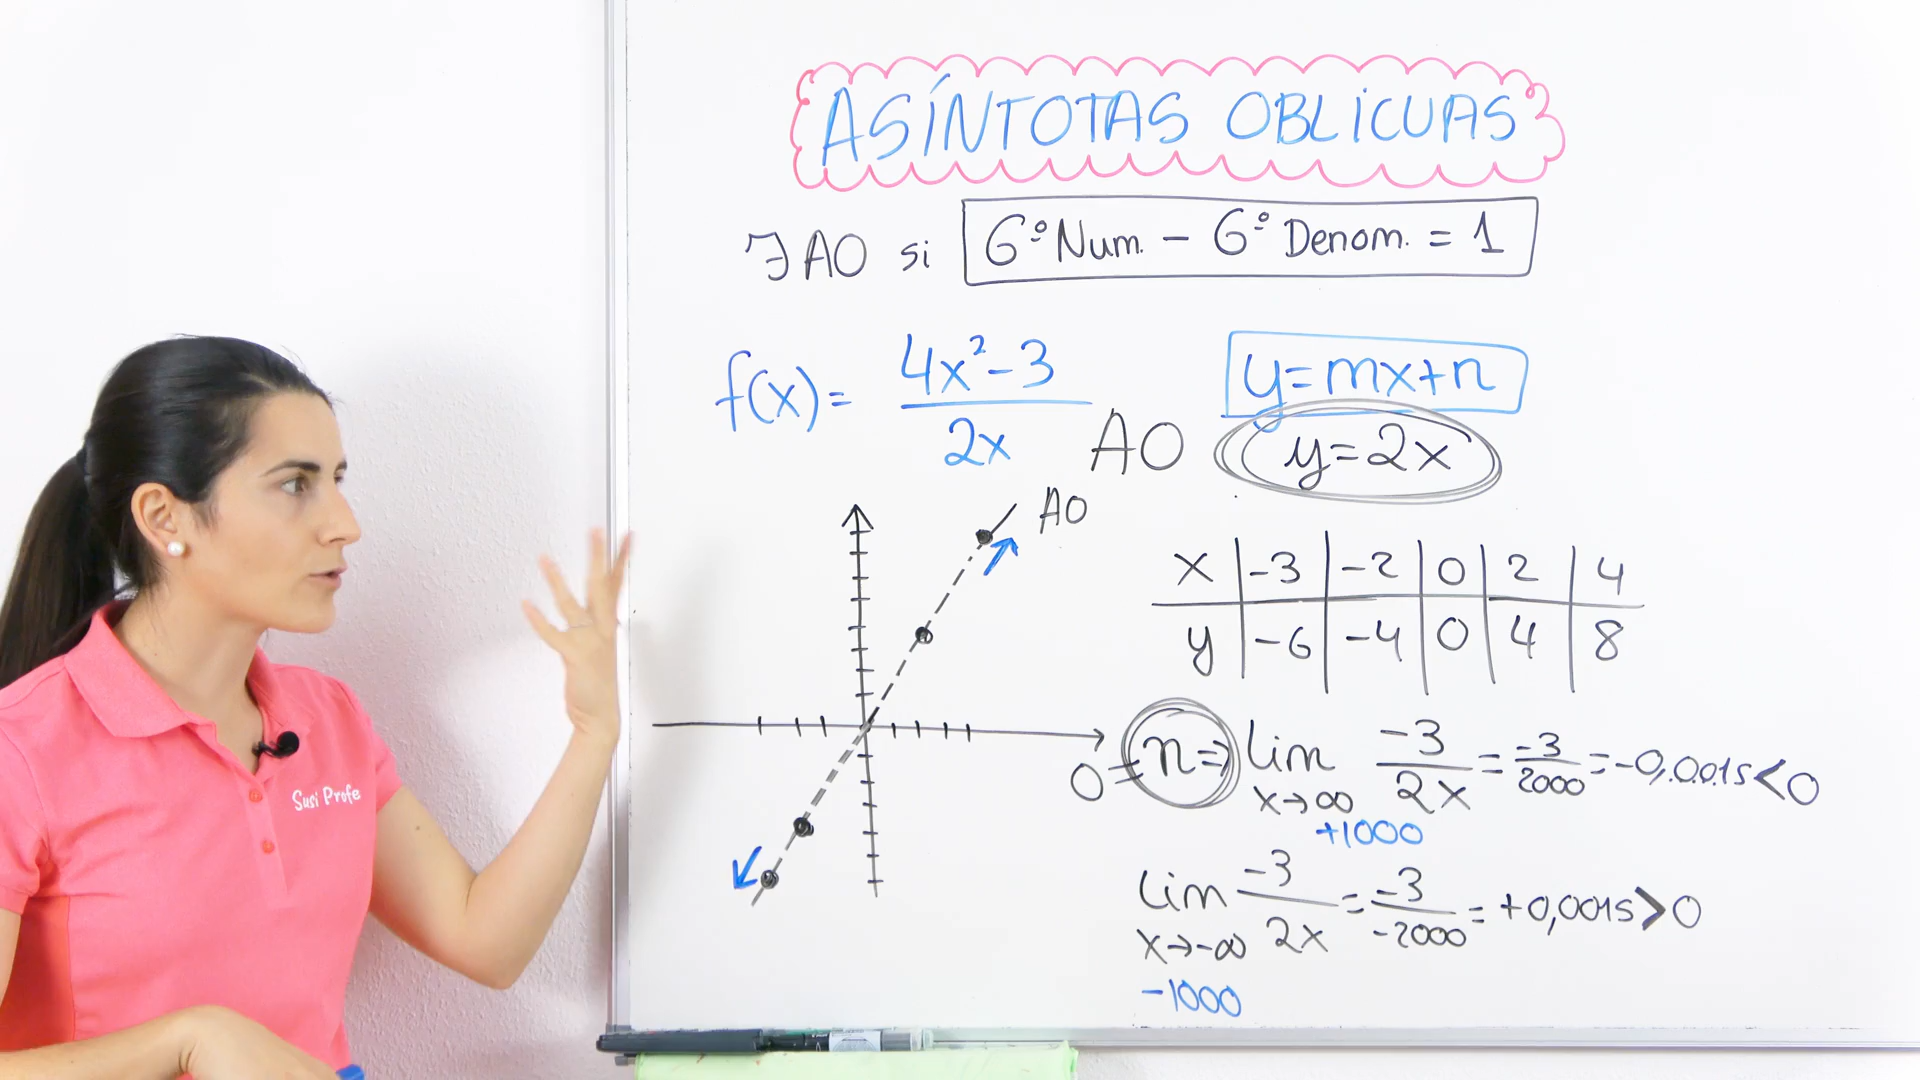 ASÍNTOTAS OBLICUAS
∃ AO si Gº Num. - Gº Denom. = 1
f(x) = (4x² - 3) / 2x
y = mx + n
AO y = 2x
AO
x | -3 | -2 | 0 | 2 | 4
y | -6 | -4 | 0 | 4 | 8
0 = n ⇒ lim x→∞ -3/2x = -3/2000 = -0,0015 < 0
+1000
lim x→-∞ -3/2x = -3/-2000 = +0,0015 > 0
-1000
Susi Profe